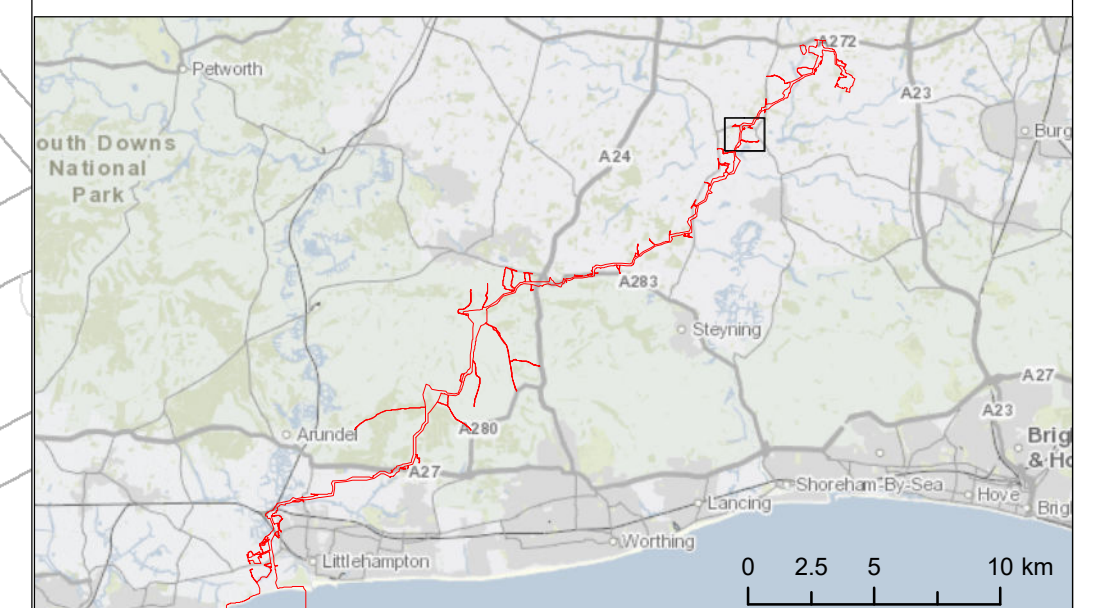 A272
Petworth
A23
Burg
outh Downs
National
Park
A24
A283
Steyning
A27
A23
Arundel
A280
Brig
& Ho
A27
Shoreham-By-Sea
Hove
Lancing
Brig
Worthing
Littlehampton
0 2.5 5 10 km